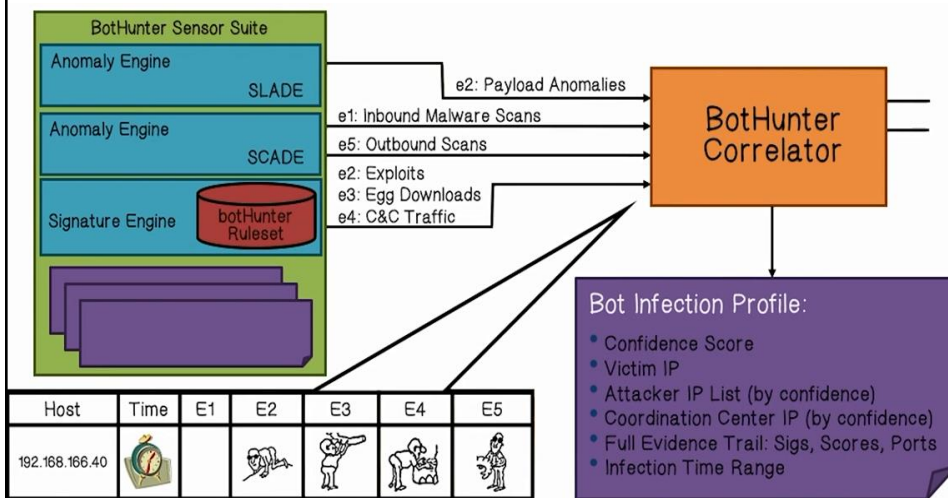 BotHunter Sensor Suite
Anomaly Engine
SLADE
Anomaly Engine
SCADE
Signature Engine
botHunter
Ruleset
e2: Payload Anomalies
e1: Inbound Malware Scans
e5: Outbound Scans
e2: Exploits
e3: Egg Downloads
e4: C&C Traffic
BotHunter
Correlator
Bot Infection Profile:
• Confidence Score
• Victim IP
• Attacker IP List (by confidence)
• Coordination Center IP (by confidence)
• Full Evidence Trail: Sigs, Scores, Ports
• Infection Time Range
Host Time E1 E2 E3 E4 E5
192.168.166.40